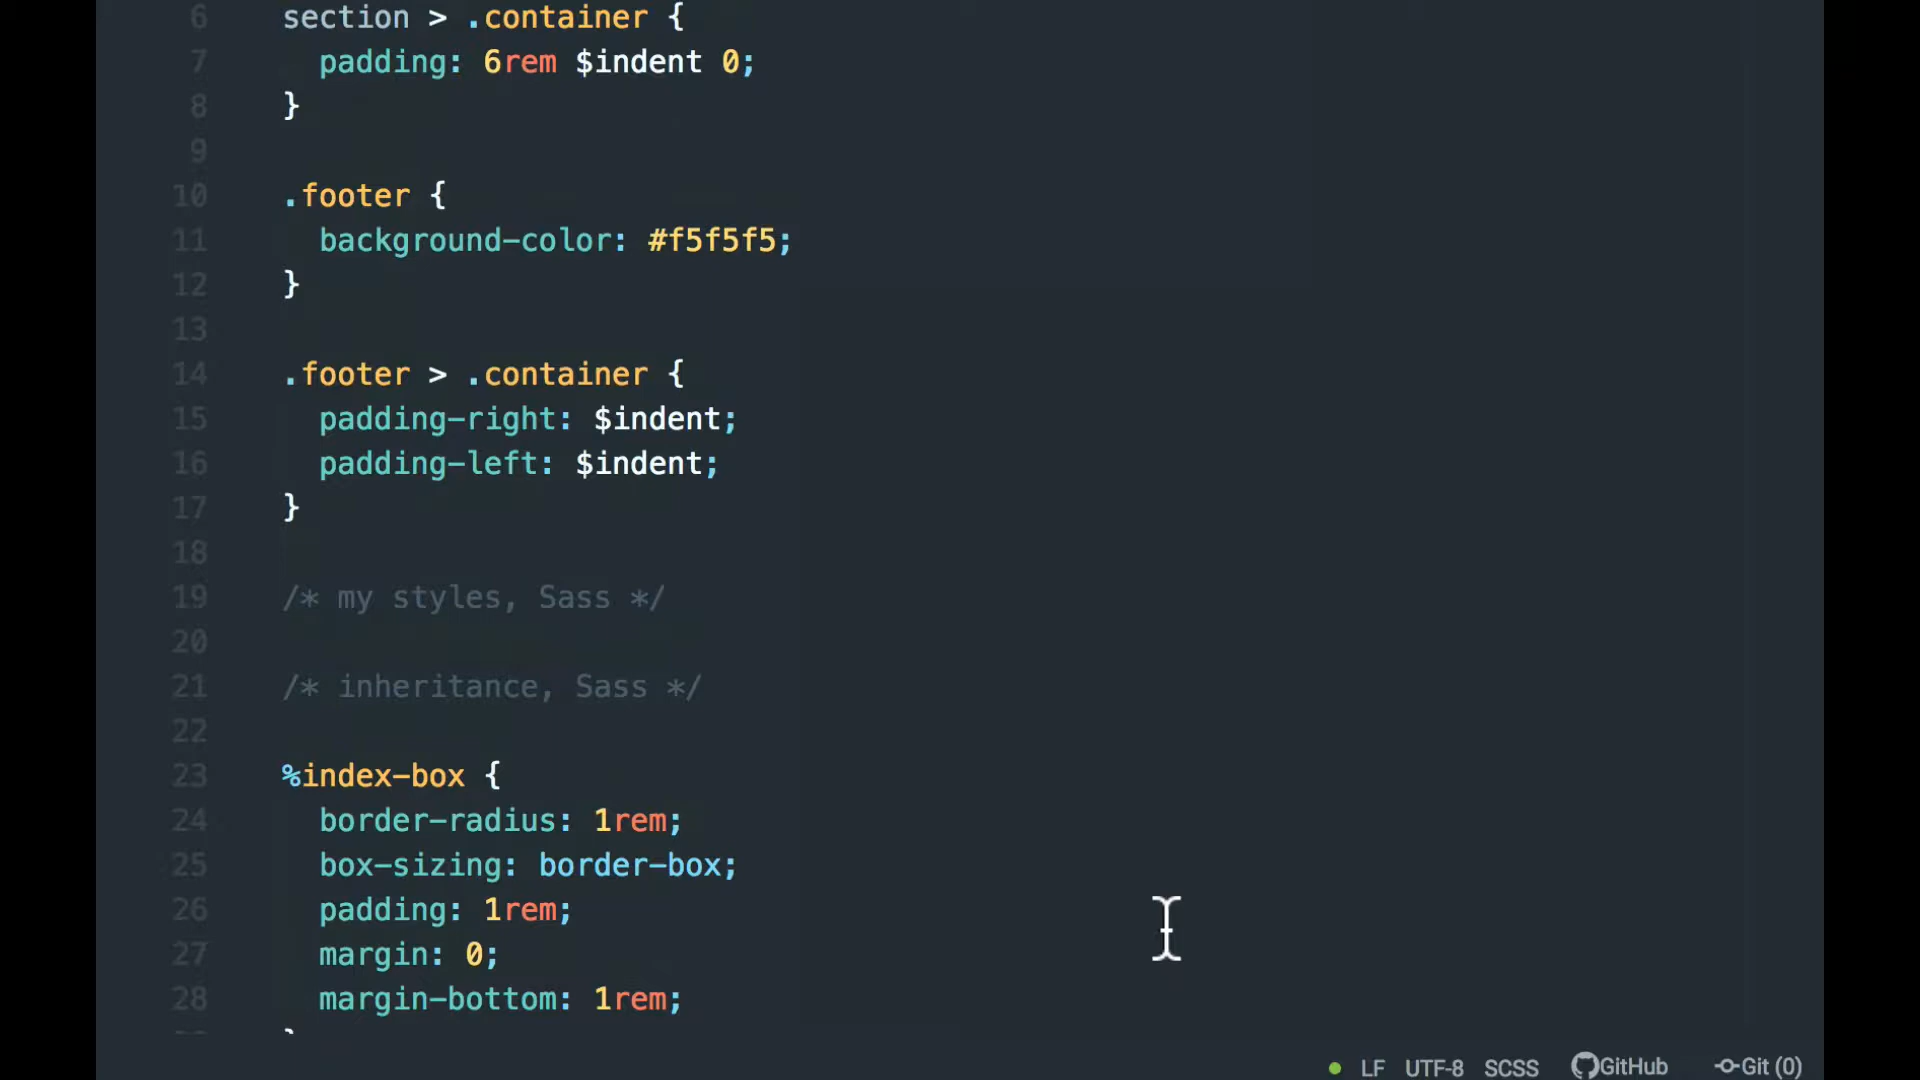 6 section > .container {
7 padding: 6rem $indent 0;
8 }
9
10 .footer {
11 background-color: #f5f5f5;
12 }
13
14 .footer > .container {
15 padding-right: $indent;
16 padding-left: $indent;
17 }
18
19 /* my styles, Sass */
20
21 /* inheritance, Sass */
22
23 %index-box {
24 border-radius: 1rem;
25 box-sizing: border-box;
26 padding: 1rem;
27 margin: 0;
28 margin-bottom: 1rem;
LF UTF-8 SCSS GitHub Git (0)